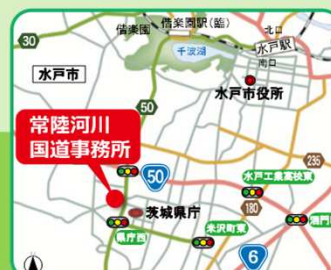 偕楽園駅(臨)
偕楽園
北口
水戸駅
南口
30
千波湖
水戸市
水戸市役所
50
常陸河川
国道事務所
235
水戸工業高校東
50
180
茨城県庁
米沢町東
県庁西
6